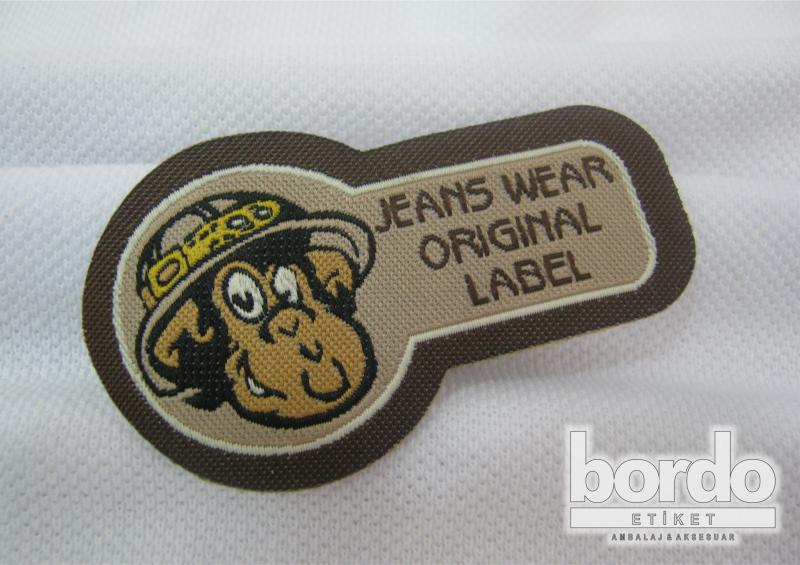 JEANS WEAR
ORIGINAL
LABEL
bordo
ETİKET
AMBALAJ & AKSESUAR